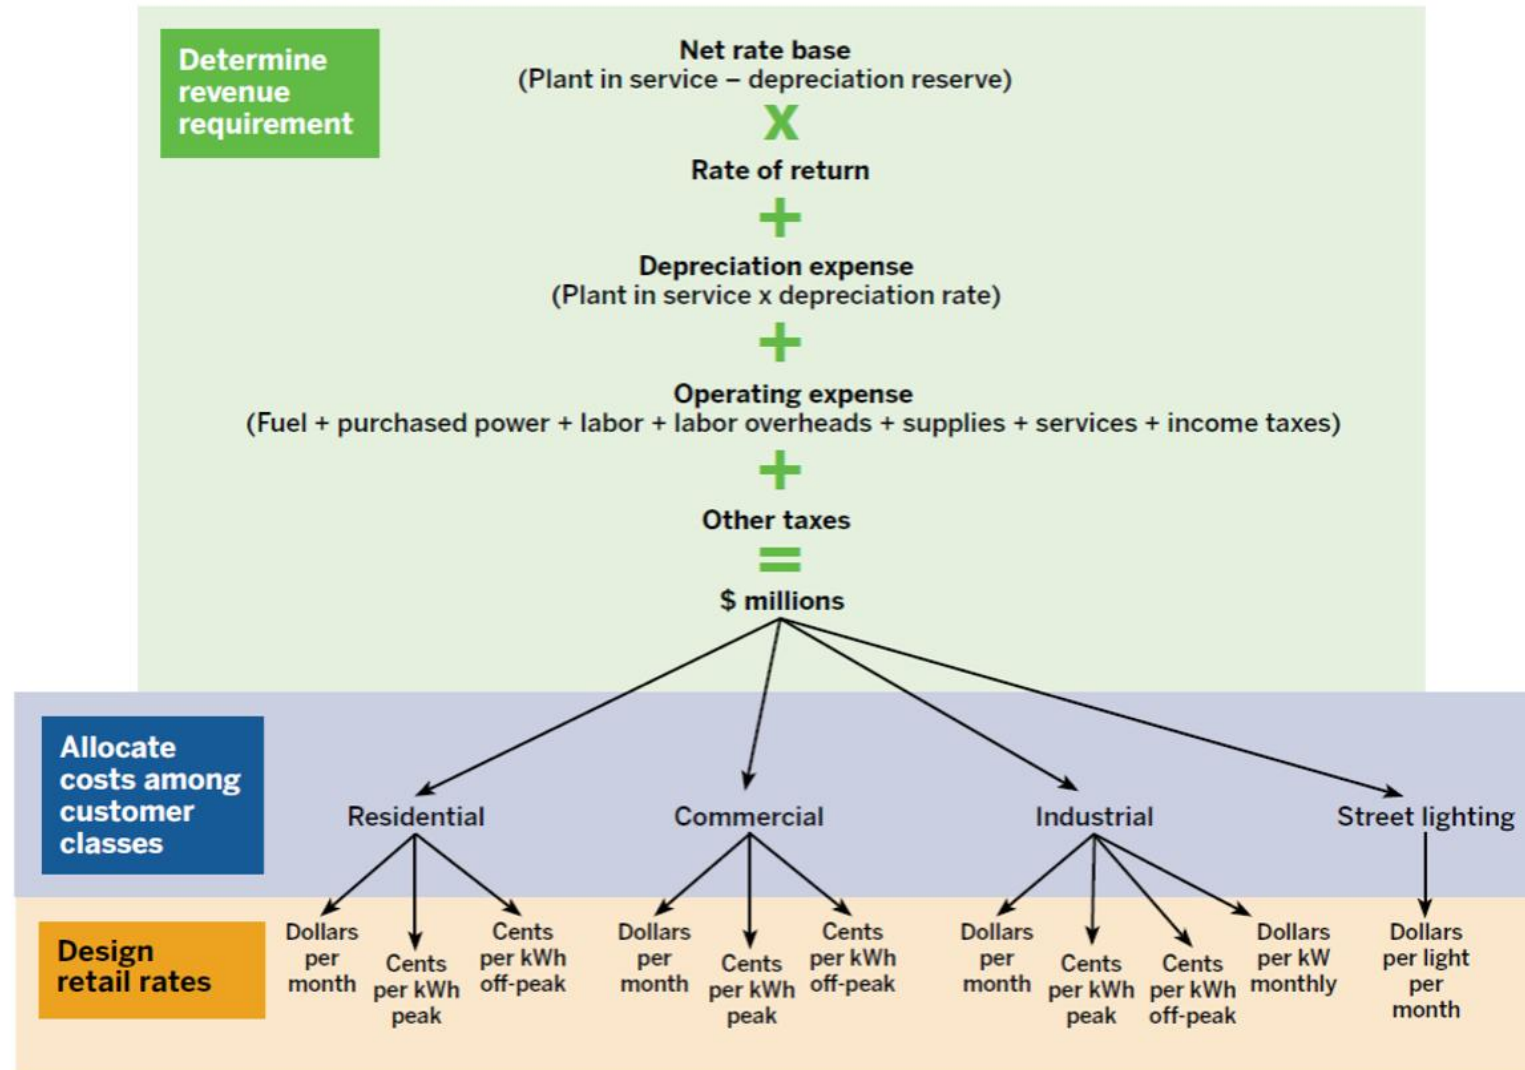 Determine
revenue
requirement
Net rate base
(Plant in service – depreciation reserve)
X
Rate of return
+
Depreciation expense
(Plant in service x depreciation rate)
+
Operating expense
(Fuel + purchased power + labor + labor overheads + supplies + services + income taxes)
+
Other taxes
=
$ millions
Allocate
costs among
customer
classes
Residential
Commercial
Industrial
Street lighting
Design
retail rates
Dollars
per
month
Cents
per kWh
peak
Cents
per kWh
off-peak
Dollars
per
month
Cents
per kWh
peak
Cents
per kWh
off-peak
Dollars
per
month
Cents
per kWh
peak
Cents
per kWh
off-peak
Dollars
per kW
monthly
Dollars
per light
per
month